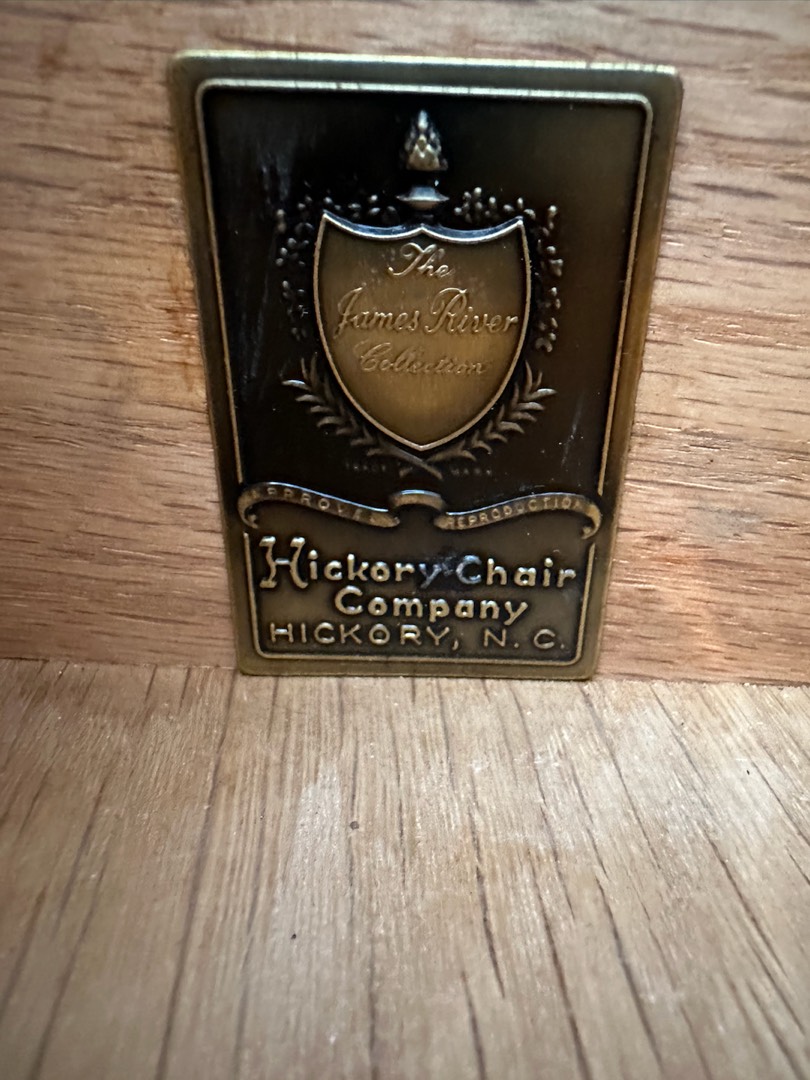 The
James River
Collection
TRADE MARK
APPROVED REPRODUCTION
Hickory Chair
Company
HICKORY, N. C.